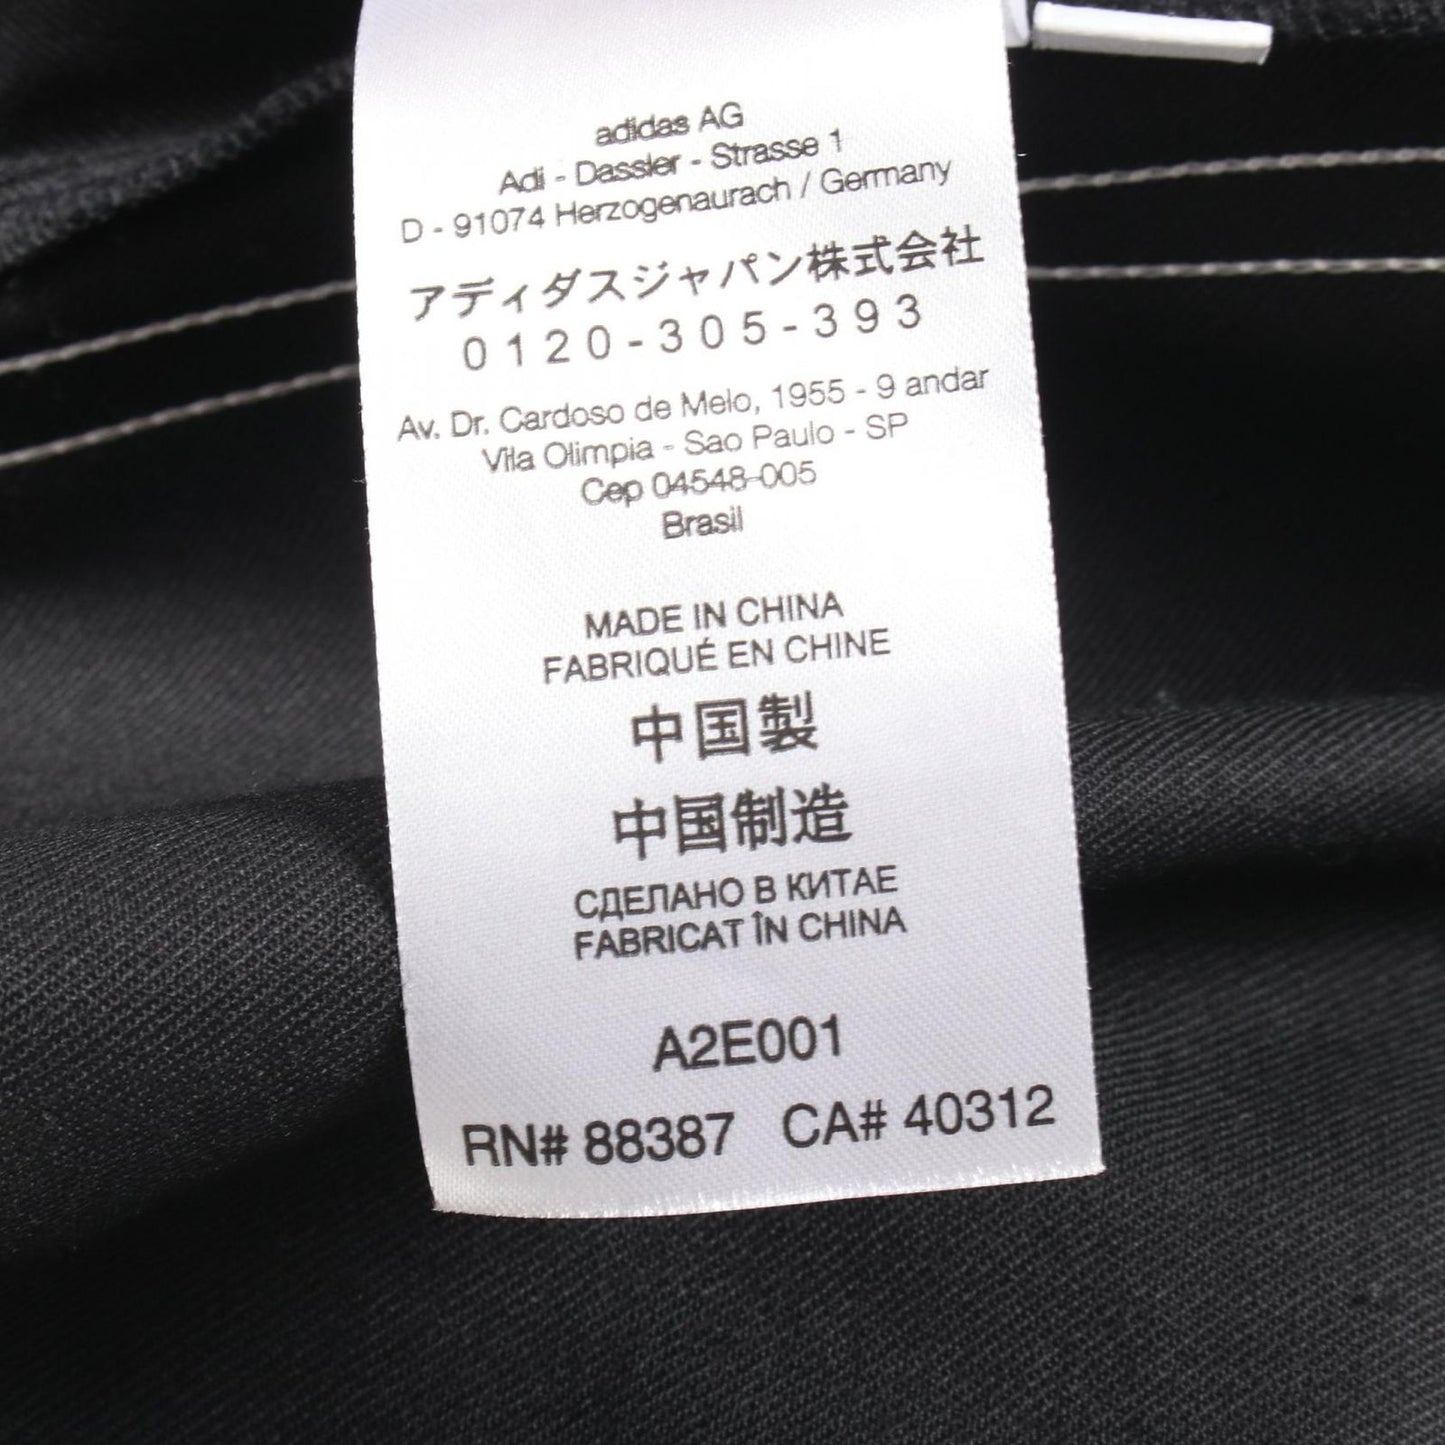 adidas AG
Adi - Dassler - Strasse 1
D - 91074 Herzogenaurach / Germany
アディダスジャパン株式会社
0120-305-393
Av. Dr. Cardoso de Melo, 1955 - 9 andar
Vila Olimpia - Sao Paulo - SP
Cep 04548-005
Brasil
MADE IN CHINA
FABRIQUÉ EN CHINE
中国製
中国制造
СДЕЛАНО В КИТАЕ
FABRICAT ÎN CHINA
A2E001
RN# 88387 CA# 40312